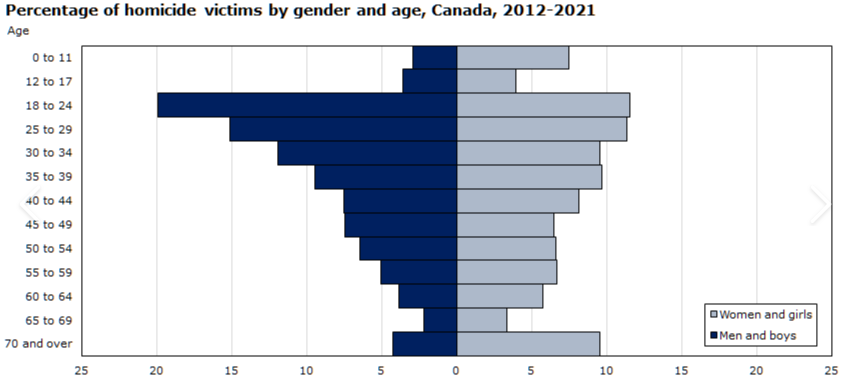 Percentage of homicide victims by gender and age, Canada, 2012-2021
Age
0 to 11
12 to 17
18 to 24
25 to 29
30 to 34
35 to 39
40 to 44
45 to 49
50 to 54
55 to 59
60 to 64
65 to 69
70 and over
Women and girls
Men and boys
25 20 15 10 5 0 5 10 15 20 25